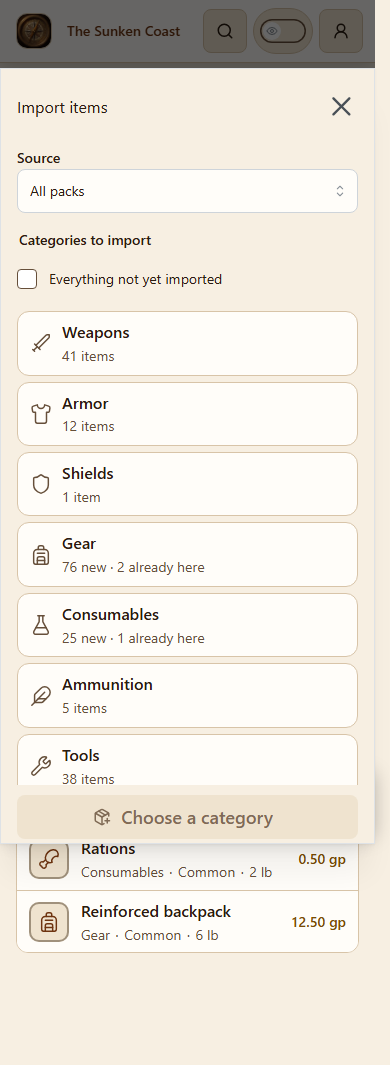 The Sunken Coast
Import items
Source
All packs
Categories to import
Everything not yet imported
Weapons
41 items
Armor
12 items
Shields
1 item
Gear
76 new · 2 already here
Consumables
25 new · 1 already here
Ammunition
5 items
Tools
38 items
Choose a category
Rations
0.50 gp
Consumables · Common · 2 lb
Reinforced backpack
12.50 gp
Gear · Common · 6 lb